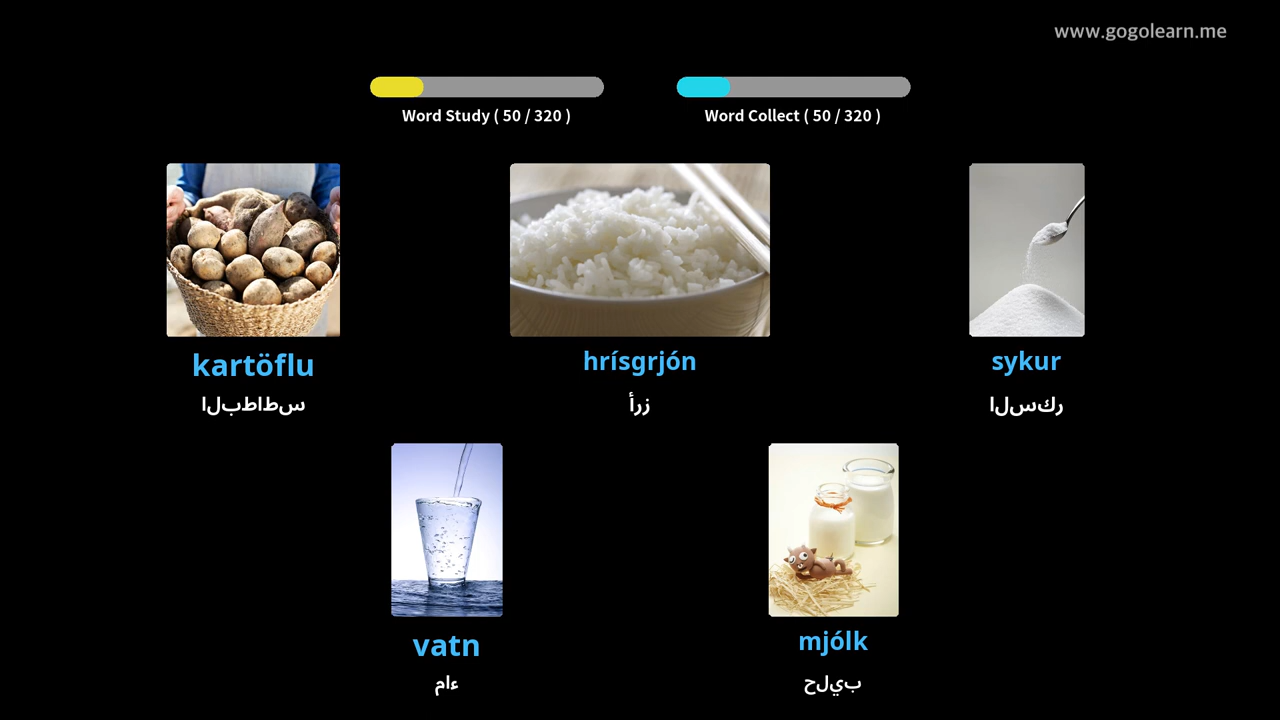 www.gogolearn.me
Word Study ( 50 / 320 )
Word Collect ( 50 / 320 )
kartöflu
hrísgrjón
sykur
البطاطس
أرز
السكر
vatn
mjólk
ماء
حليب